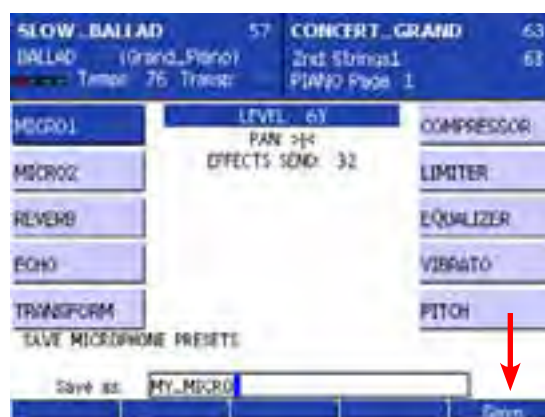 SLOW_BALLAD 57
BALLAD (Grand_Piano)
Tempo: 76 Transp:
CONCERT_GRAND 63
2nd Strings1 63
PIANO Page 1
MICRO1
MICRO2
REVERB
ECHO
TRANSFORM
LEVEL 63
PAN >|<
EFFECTS SEND: 32
COMPRESSOR
LIMITER
EQUALIZER
VIBRATO
PITCH
SAVE MICROPHONE PRESETS
Save as MY_MICRO